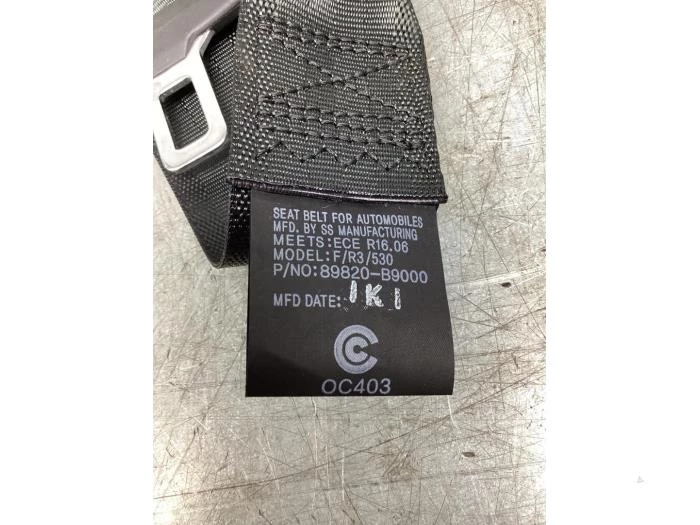 SEAT BELT FOR AUTOMOBILES
MFD. BY SS MANUFACTURING
MEETS:ECE R16.06
MODEL:F/R3/530
P/NO:89820-B9000
MFD DATE: 1K1
OC403